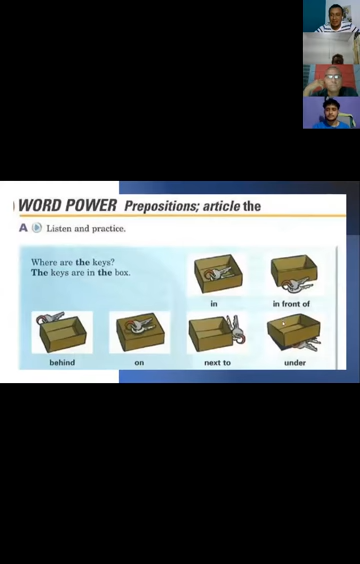 WORD POWER Prepositions; article the
A Listen and practice.
Where are the keys?
The keys are in the box.
in
in front of
behind
on
next to
under